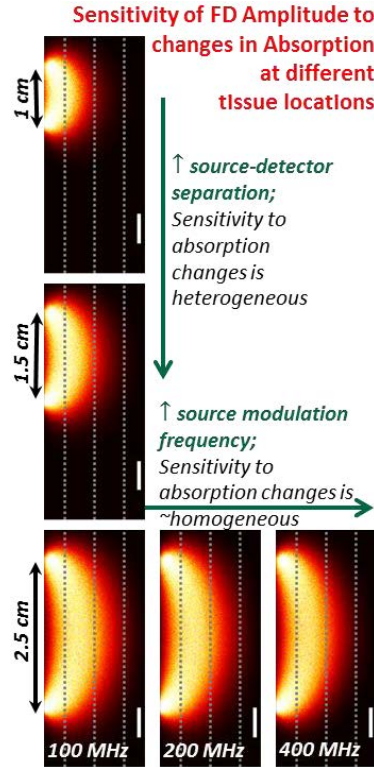 Sensitivity of FD Amplitude to
changes in Absorption
at different
tissue locations
1 cm
↑ source-detector
separation;
Sensitivity to
absorption
changes is
heterogeneous
1.5 cm
↑ source modulation
frequency;
Sensitivity to
absorption changes is
~homogeneous
2.5 cm
100 MHz
200 MHz
400 MHz